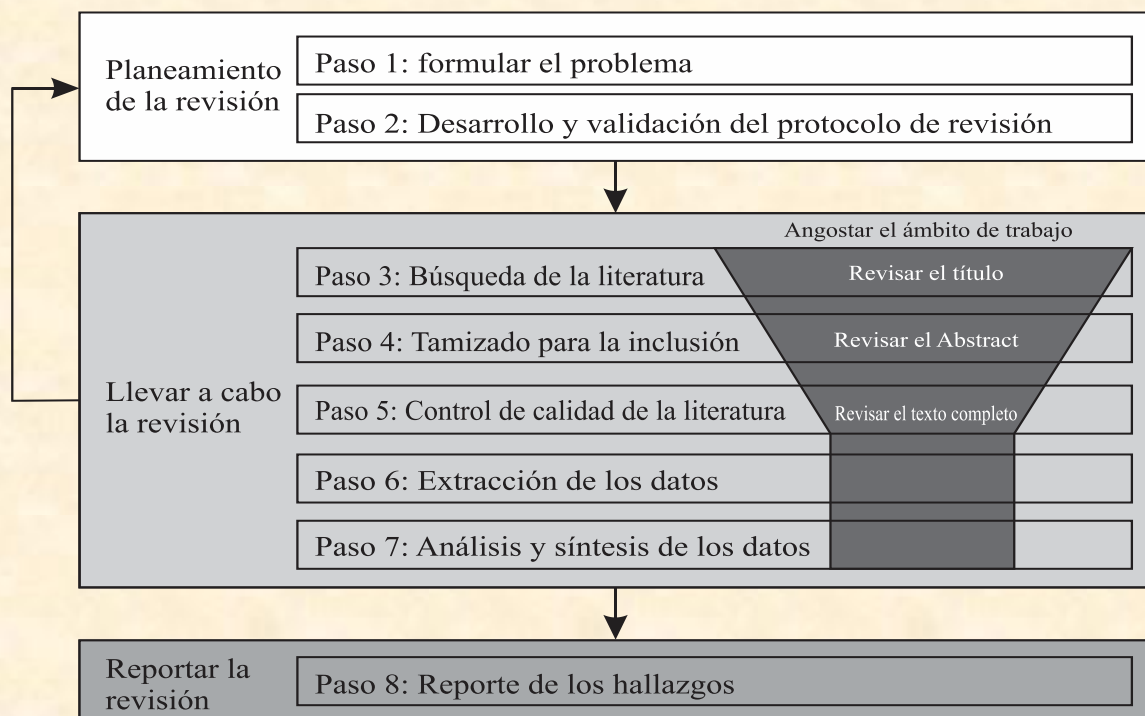 Planeamiento
de la revisión
Paso 1: formular el problema
Paso 2: Desarrollo y validación del protocolo de revisión
Angostar el ámbito de trabajo
Llevar a cabo
la revisión
Paso 3: Búsqueda de la literatura
Revisar el título
Paso 4: Tamizado para la inclusión
Revisar el Abstract
Paso 5: Control de calidad de la literatura
Revisar el texto completo
Paso 6: Extracción de los datos
Paso 7: Análisis y síntesis de los datos
Reportar la
revisión
Paso 8: Reporte de los hallazgos